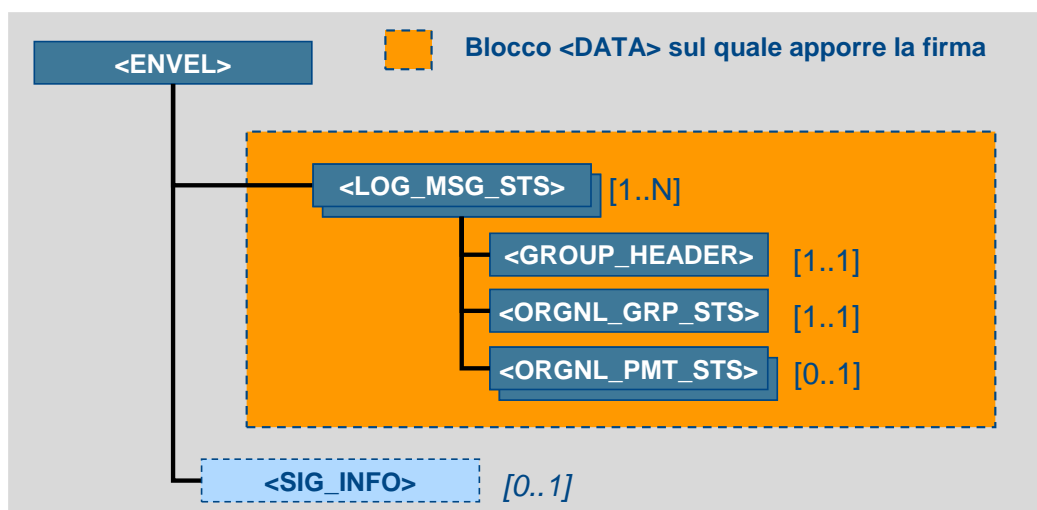 <ENVEL>
Blocco <DATA> sul quale apporre la firma
<LOG_MSG_STS> [1..N]
<GROUP_HEADER> [1..1]
<ORGNL_GRP_STS> [1..1]
<ORGNL_PMT_STS> [0..1]
<SIG_INFO> [0..1]